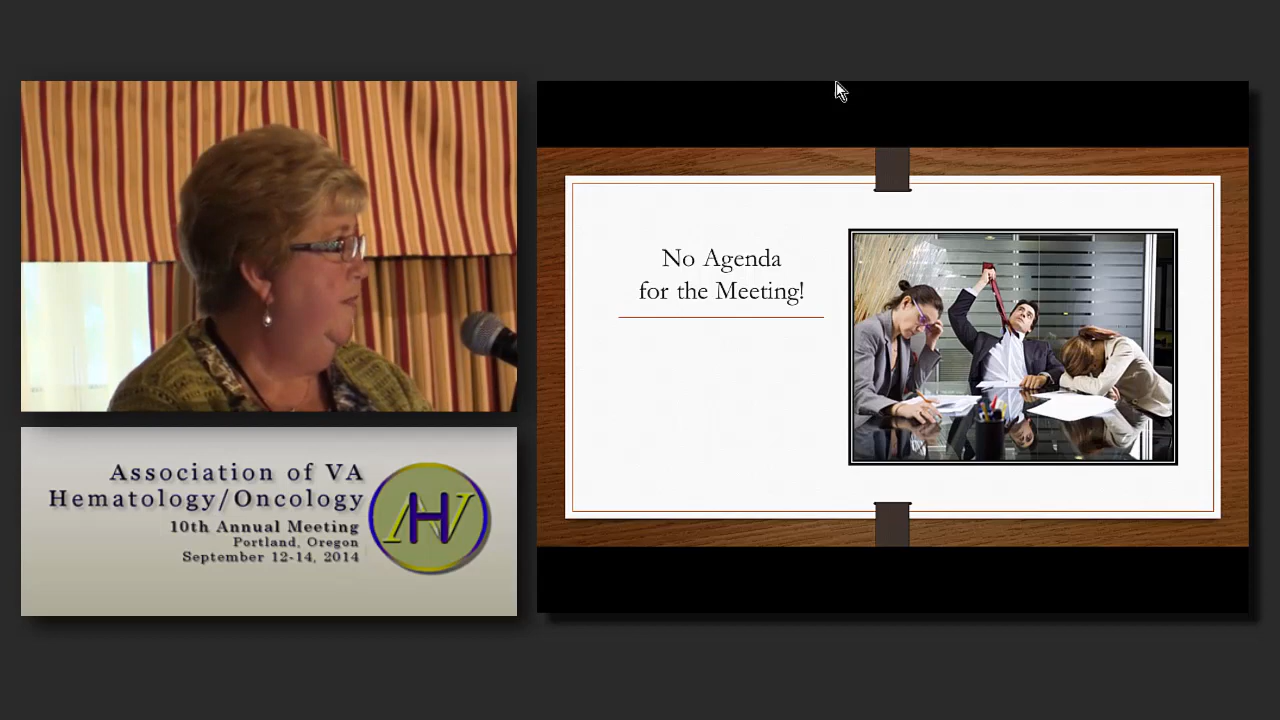 No Agenda
for the Meeting!
Association of VA
Hematology/Oncology
10th Annual Meeting
Portland, Oregon
September 12-14, 2014
AHV